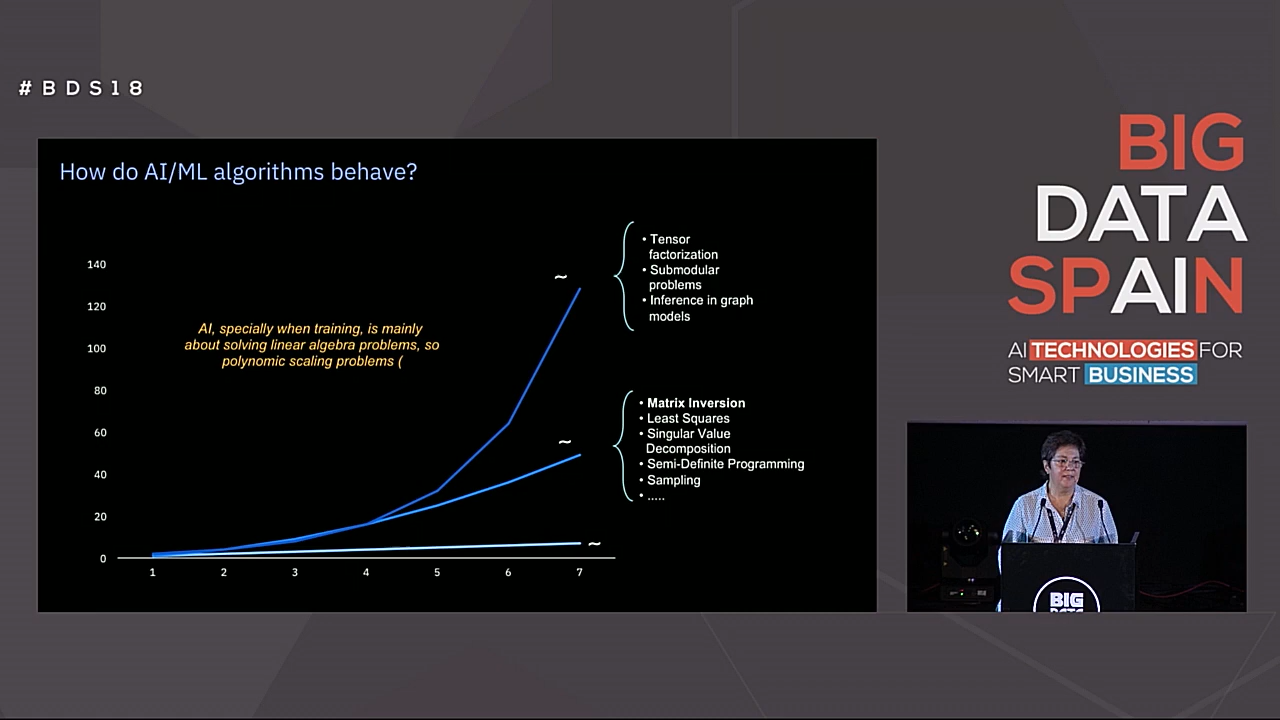 #BDS18
How do AI/ML algorithms behave?
140
120
100
80
60
40
20
0
1 2 3 4 5 6 7
AI, specially when training, is mainly
about solving linear algebra problems, so
polynomic scaling problems (
~
~
~
• Tensor
factorization
• Submodular
problems
• Inference in graph
models
• Matrix Inversion
• Least Squares
• Singular Value
Decomposition
• Semi-Definite Programming
• Sampling
• .....
BIG
DATA
SPAIN
AI TECHNOLOGIES FOR
SMART BUSINESS
BIG
DATA